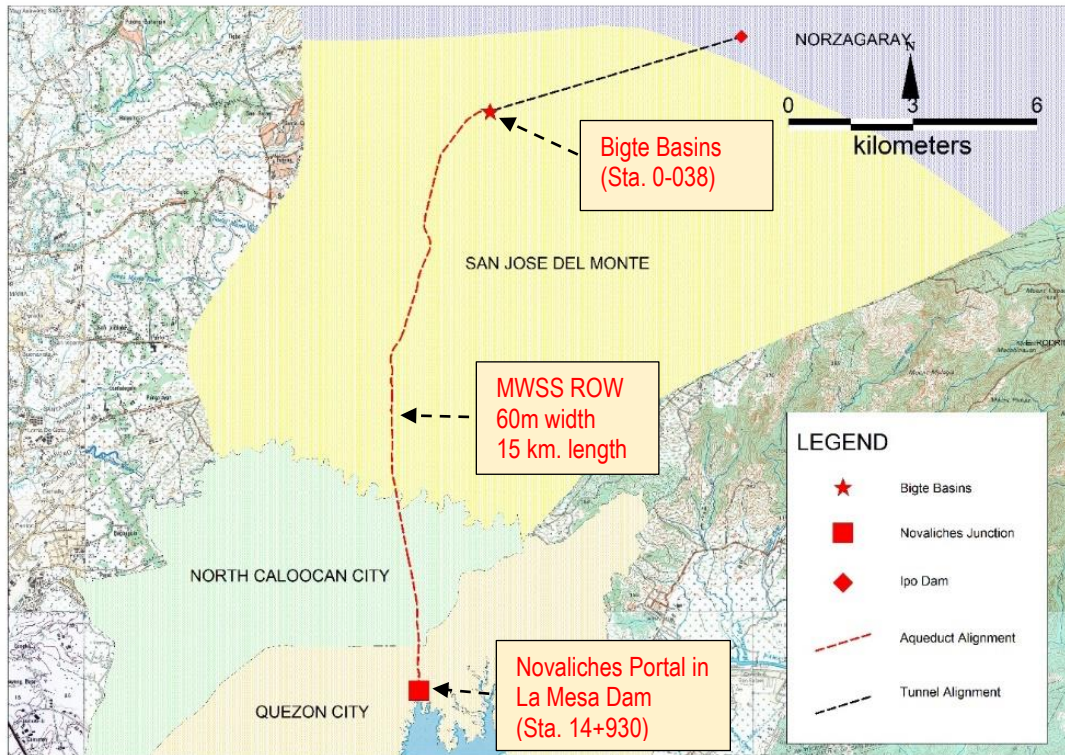 NORZAGARAY
N
0
3
6
kilometers
Bigte Basins
(Sta. 0-038)
SAN JOSE DEL MONTE
MWSS ROW
60m width
15 km. length
LEGEND
Bigte Basins
Novaliches Junction
Ipo Dam
Aqueduct Alignment
Tunnel Alignment
NORTH CALOOCAN CITY
Novaliches Portal in
La Mesa Dam
(Sta. 14+930)
QUEZON CITY